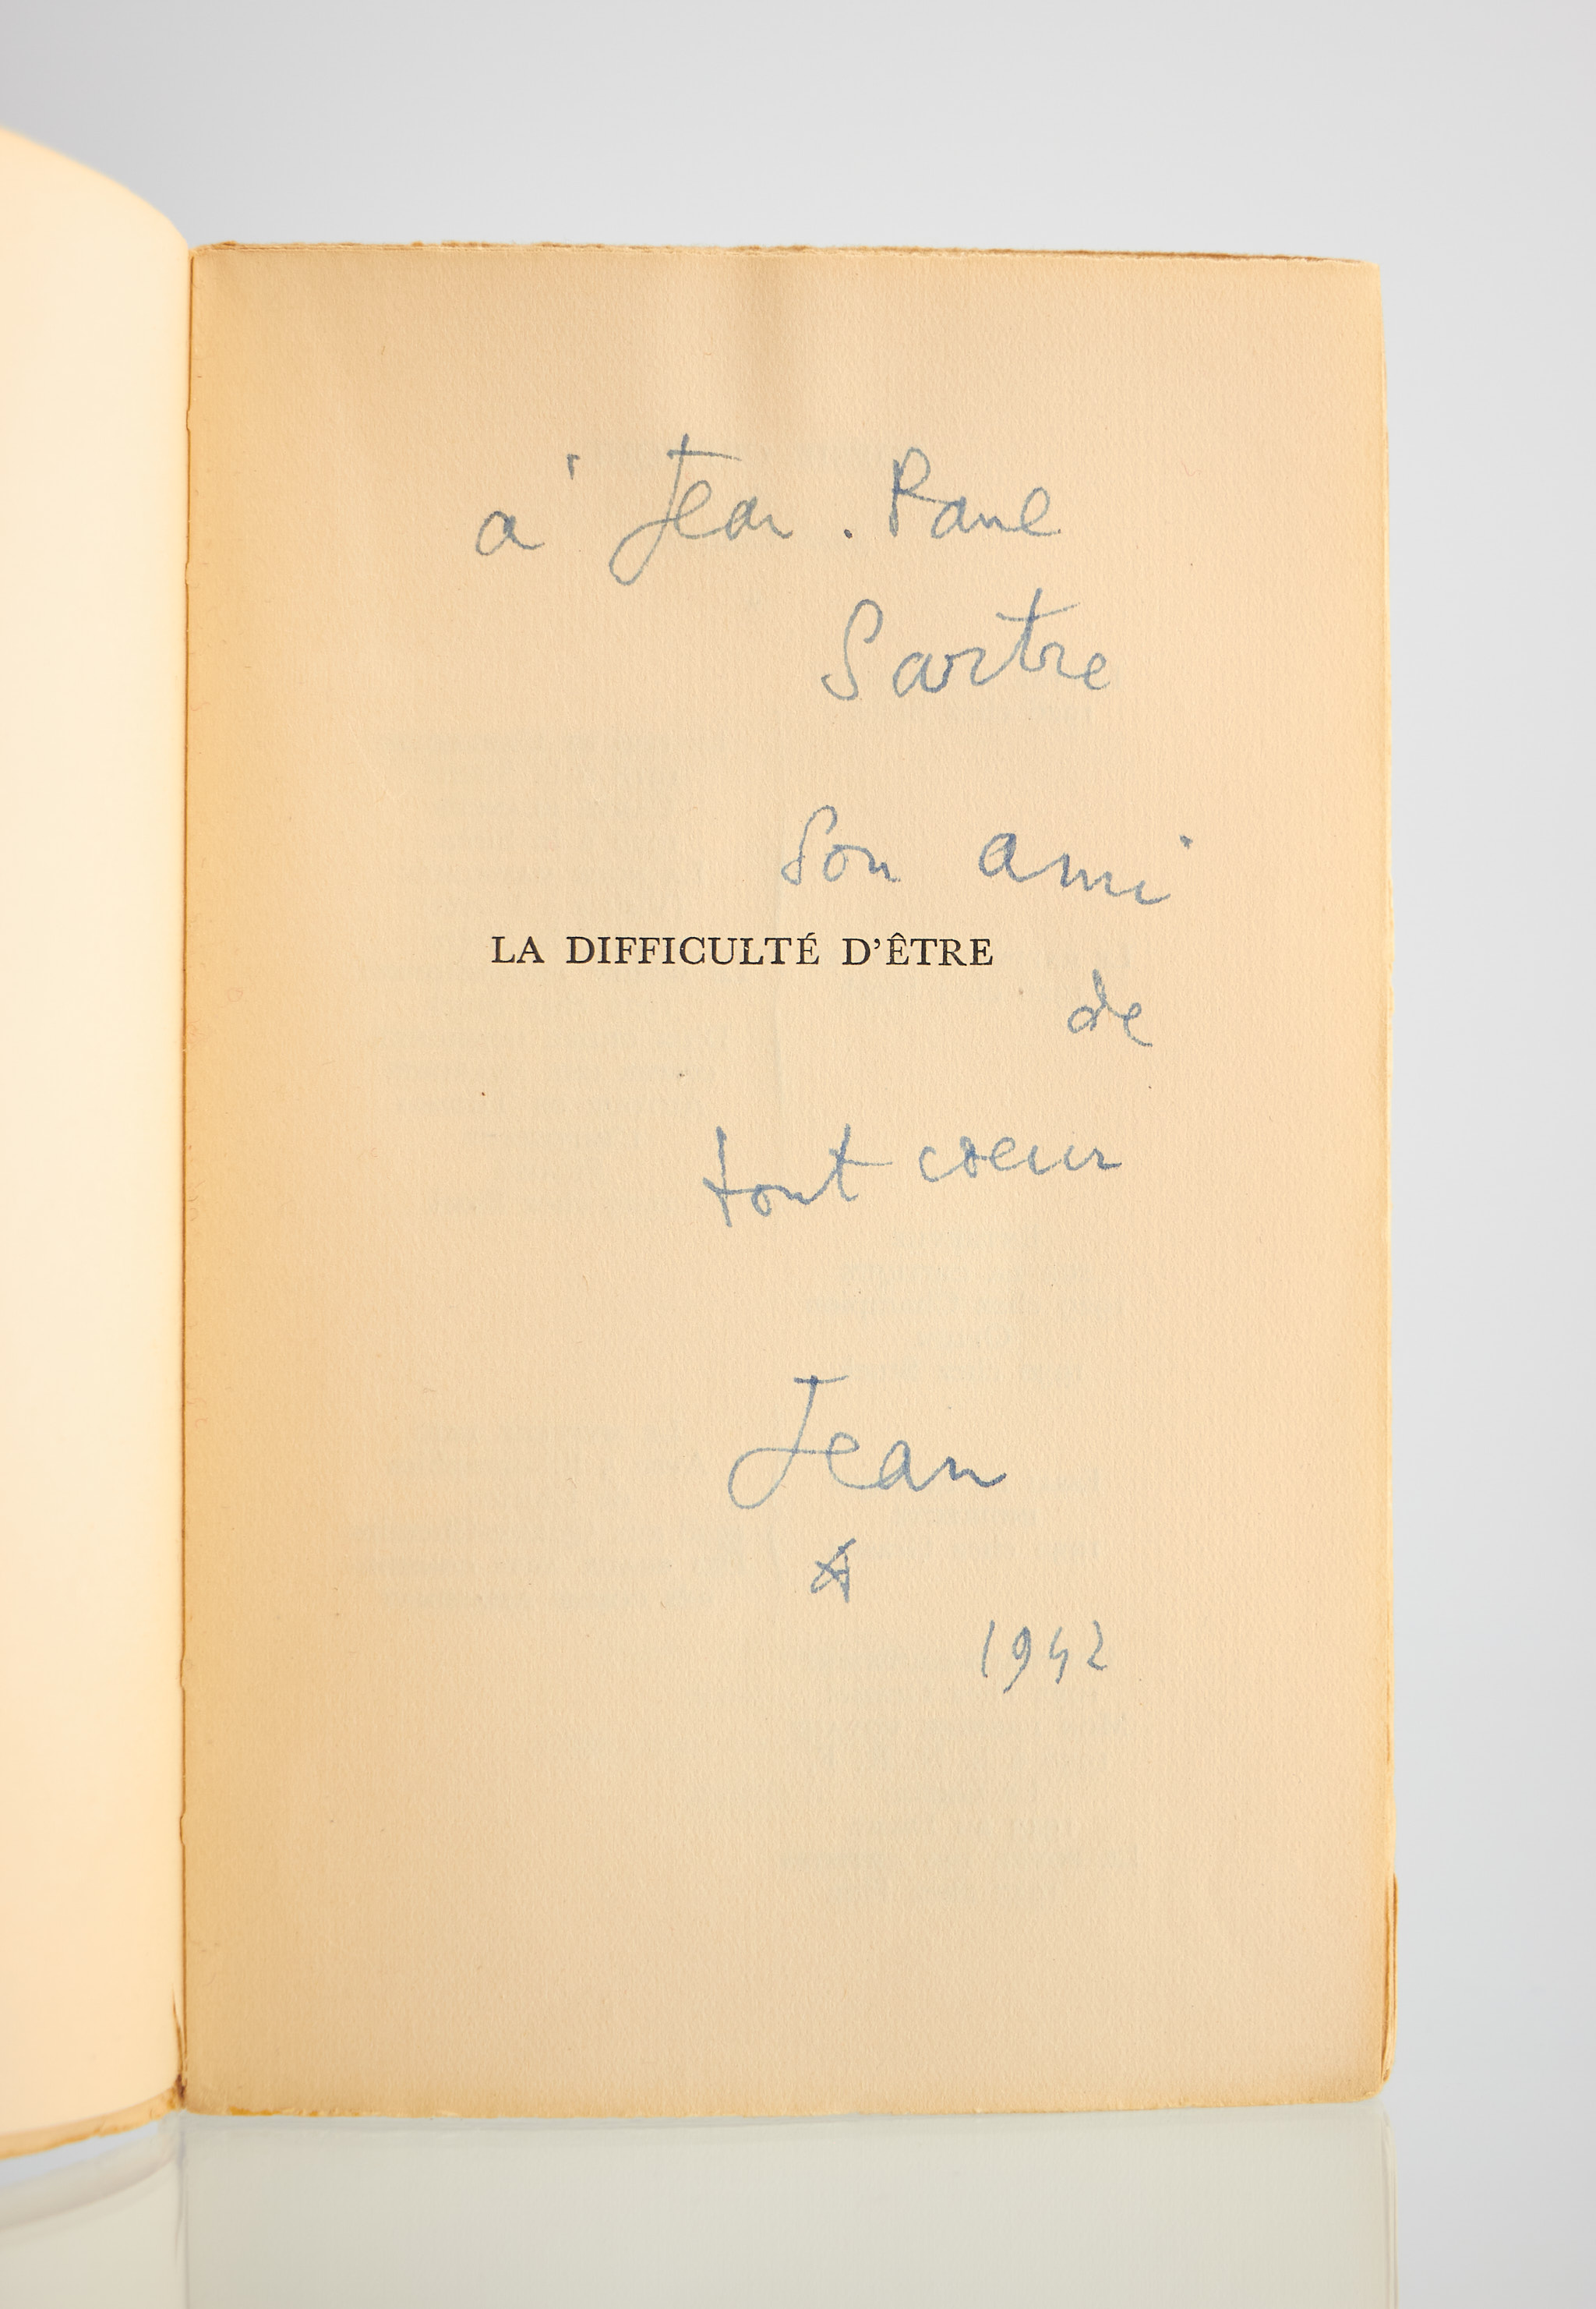 à Jean. Paul
Sartre
Son ami
LA DIFFICULTÉ D'ÊTRE
de
tout coeur
Jean
1942